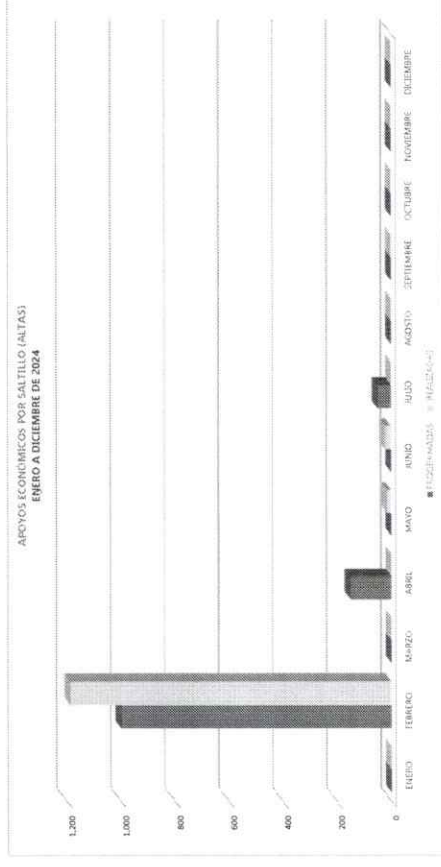 APOYOS ECONÓMICOS POR SALTILLO (ALTAS)
ENERO A DICIEMBRE DE 2024
1,200
1,000
800
600
400
200
0
ENERO FEBRERO MARZO ABRIL MAYO JUNIO JULIO AGOSTO SEPTIEMBRE OCTUBRE NOVIEMBRE DICIEMBRE
PROGRAMADAS